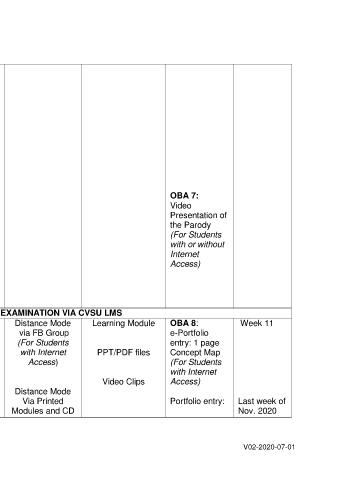 OBA 7:
Video
Presentation of
the Parody
(For Students
with or without
Internet
Access)
EXAMINATION VIA CVSU LMS
Distance Mode
via FB Group
(For Students
with Internet
Access)
Distance Mode
Via Printed
Modules and CD
Learning Module
PPT/PDF files
Video Clips
OBA 8:
e-Portfolio
entry: 1 page
Concept Map
(For Students
with Internet
Access)
Portfolio entry:
Week 11
Last week of
Nov. 2020
V02-2020-07-01